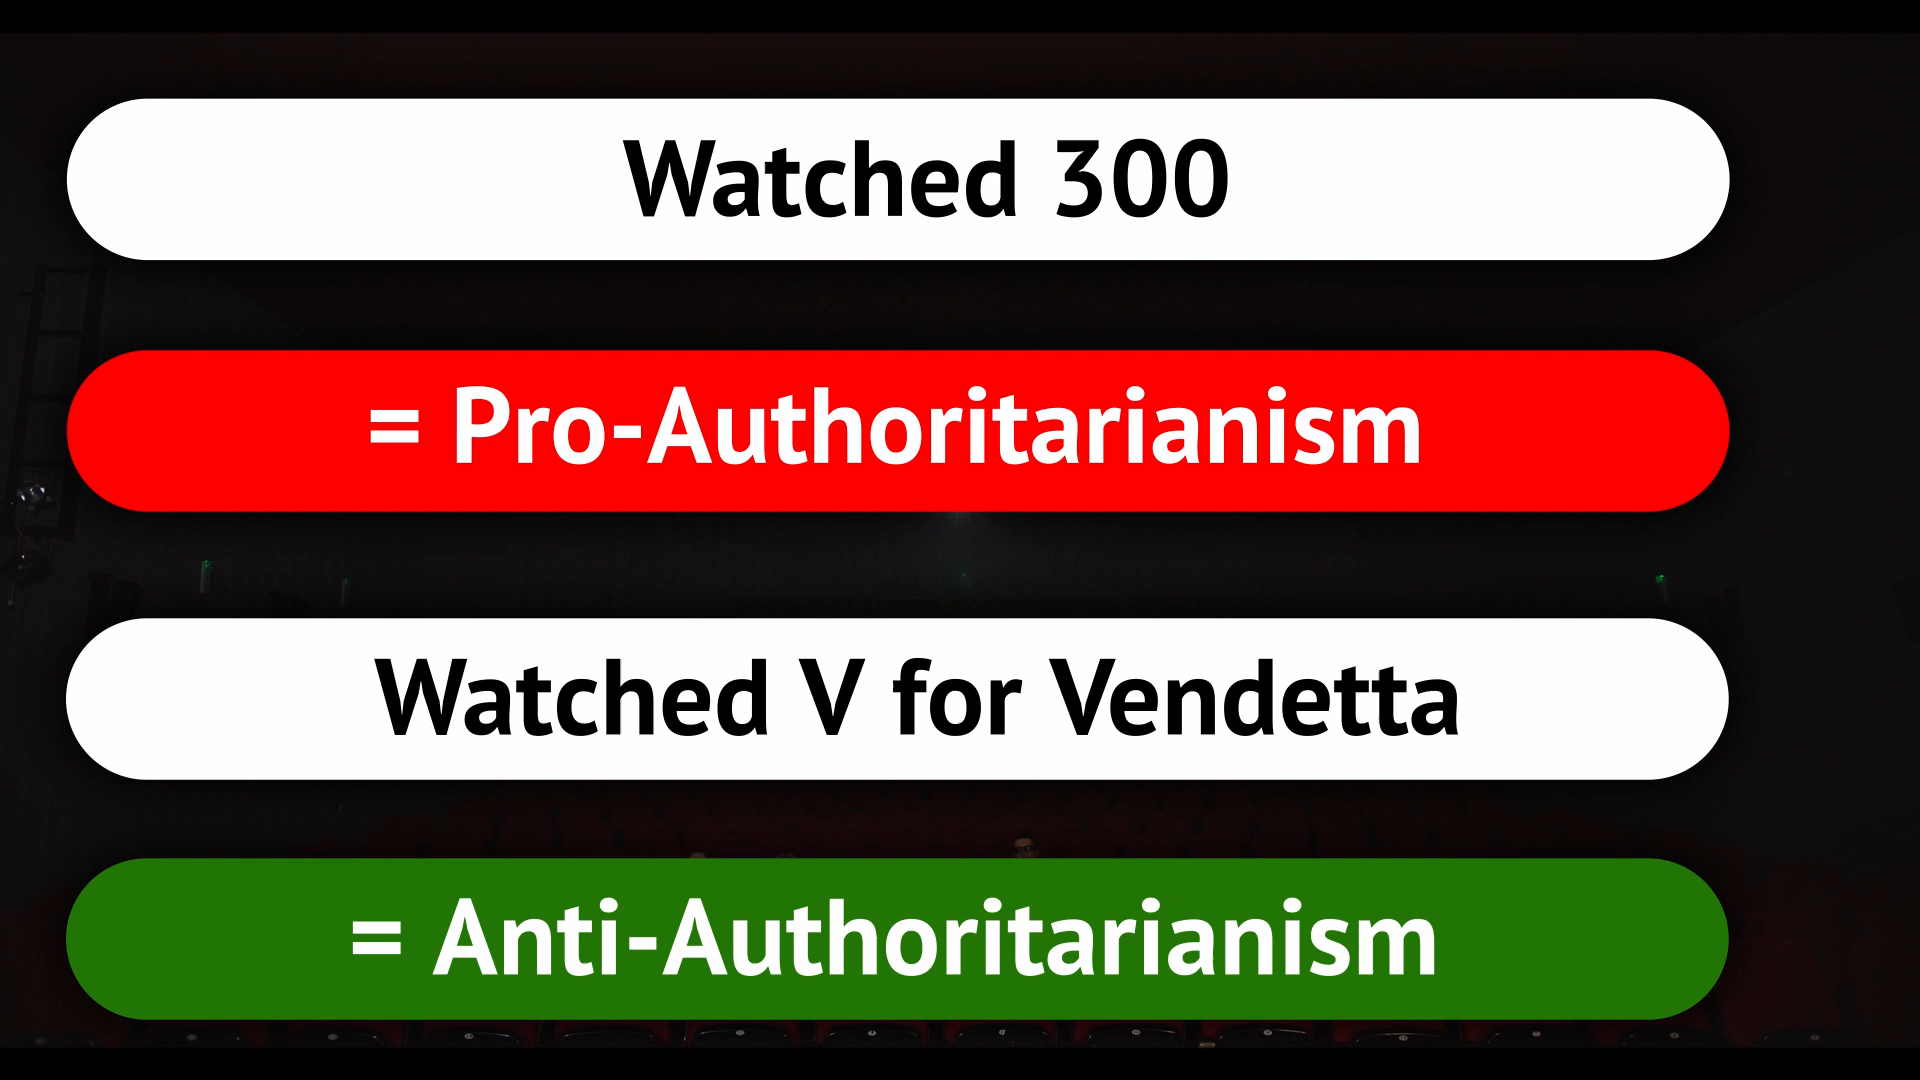 Watched 300
= Pro-Authoritarianism
Watched V for Vendetta
= Anti-Authoritarianism